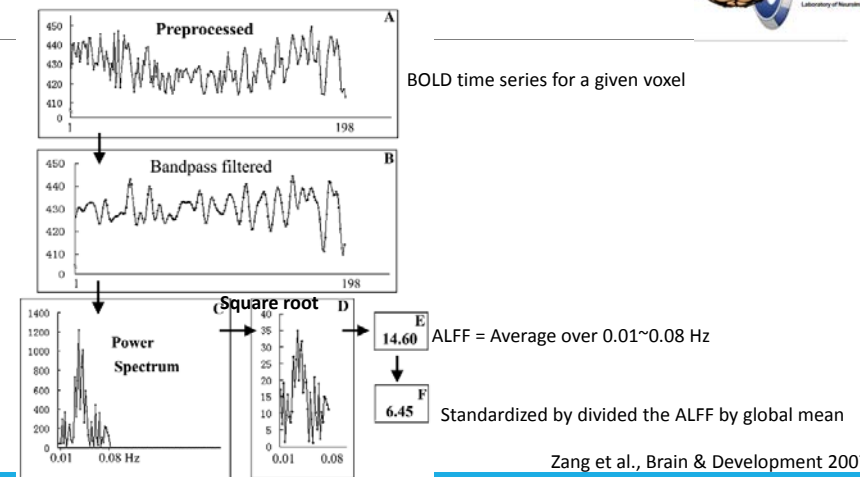 Laboratory of Neuroim
A
Preprocessed
450
440
430
420
410
0
1
198
BOLD time series for a given voxel
B
Bandpass filtered
450
440
430
420
410
0
1
198
C
Power
Spectrum
1400
1200
1000
800
600
400
200
0
0.01
0.08 Hz
Square root
D
40
35
30
25
20
15
10
5
0
0.01
0.08
E
14.60
ALFF = Average over 0.01~0.08 Hz
F
6.45
Standardized by divided the ALFF by global mean
Zang et al., Brain & Development 200